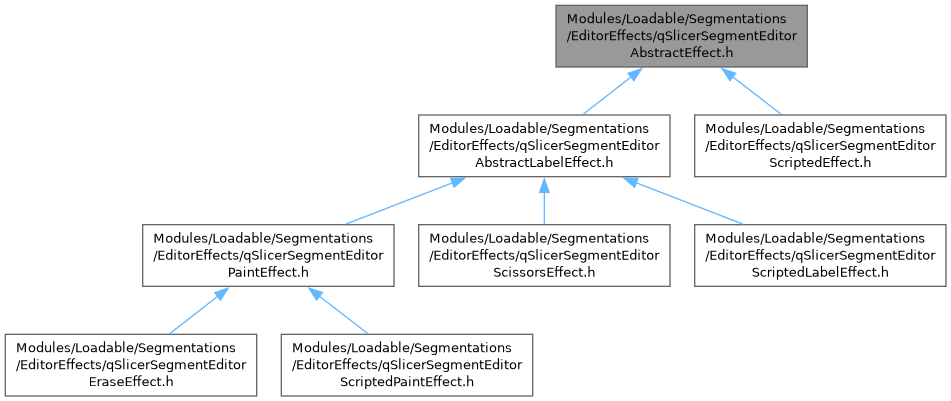 Modules/Loadable/Segmentations
/EditorEffects/qSlicerSegmentEditor
AbstractEffect.h
Modules/Loadable/Segmentations
/EditorEffects/qSlicerSegmentEditor
AbstractLabelEffect.h
Modules/Loadable/Segmentations
/EditorEffects/qSlicerSegmentEditor
ScriptedEffect.h
Modules/Loadable/Segmentations
/EditorEffects/qSlicerSegmentEditor
PaintEffect.h
Modules/Loadable/Segmentations
/EditorEffects/qSlicerSegmentEditor
ScissorsEffect.h
Modules/Loadable/Segmentations
/EditorEffects/qSlicerSegmentEditor
ScriptedLabelEffect.h
Modules/Loadable/Segmentations
/EditorEffects/qSlicerSegmentEditor
EraseEffect.h
Modules/Loadable/Segmentations
/EditorEffects/qSlicerSegmentEditor
ScriptedPaintEffect.h